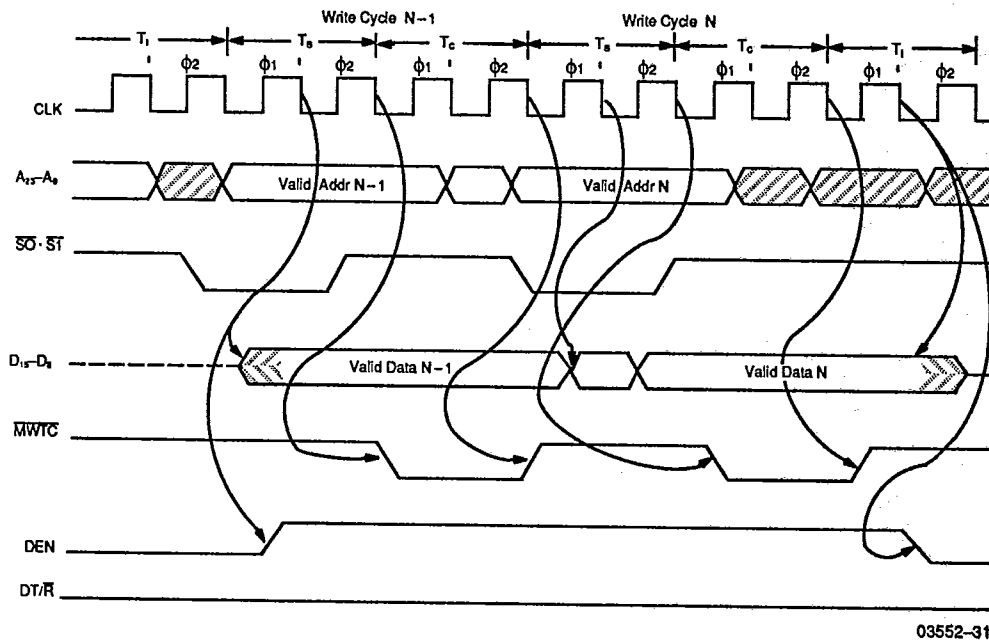 Write Cycle N-1
Write Cycle N
TI
TS
TC
TS
TC
TI
ϕ2
ϕ1
ϕ2
ϕ1
ϕ2
ϕ1
ϕ2
ϕ1
ϕ2
ϕ1
ϕ2
CLK
A23–A0
Valid Addr N-1
Valid Addr N
S0 · S1
D15–D0
Valid Data N-1
Valid Data N
MWTC
DEN
DT/R
03552-31